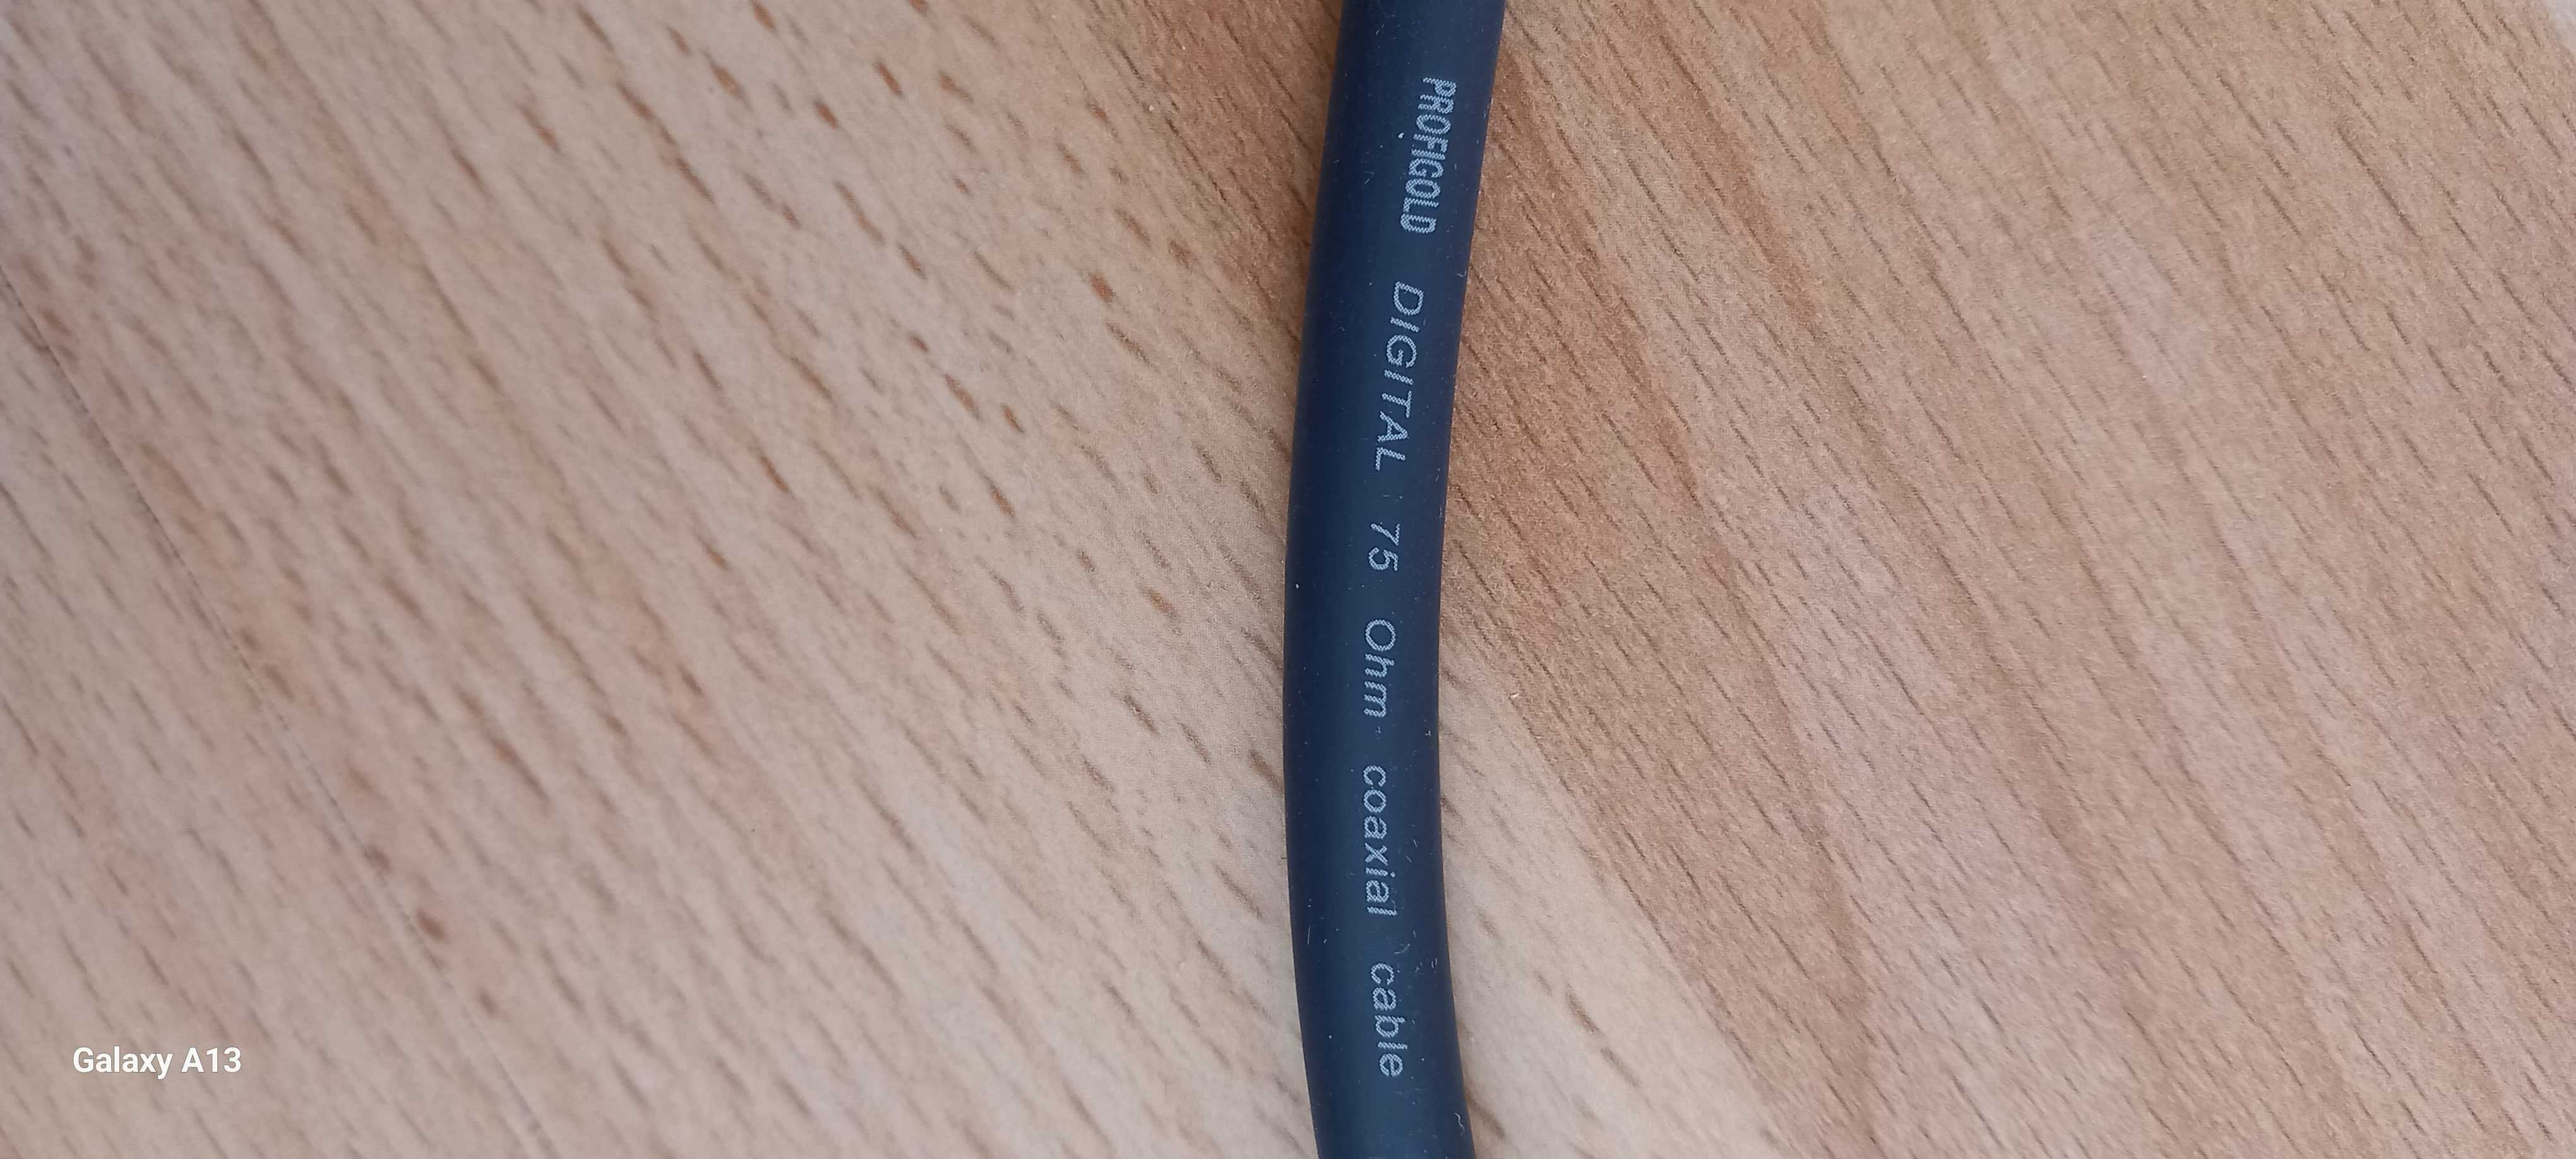 PROFIGOLD DIGITAL 75 Ohm coaxial cable
Galaxy A13